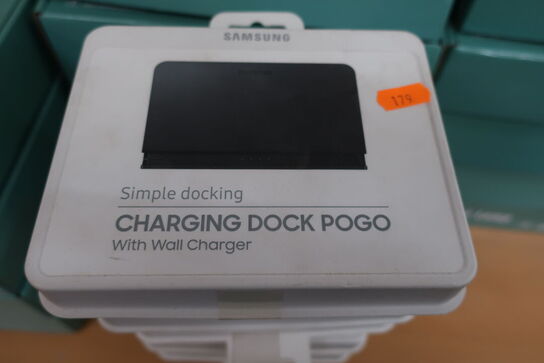 SAMSUNG
179
Simple docking
CHARGING DOCK POGO
With Wall Charger